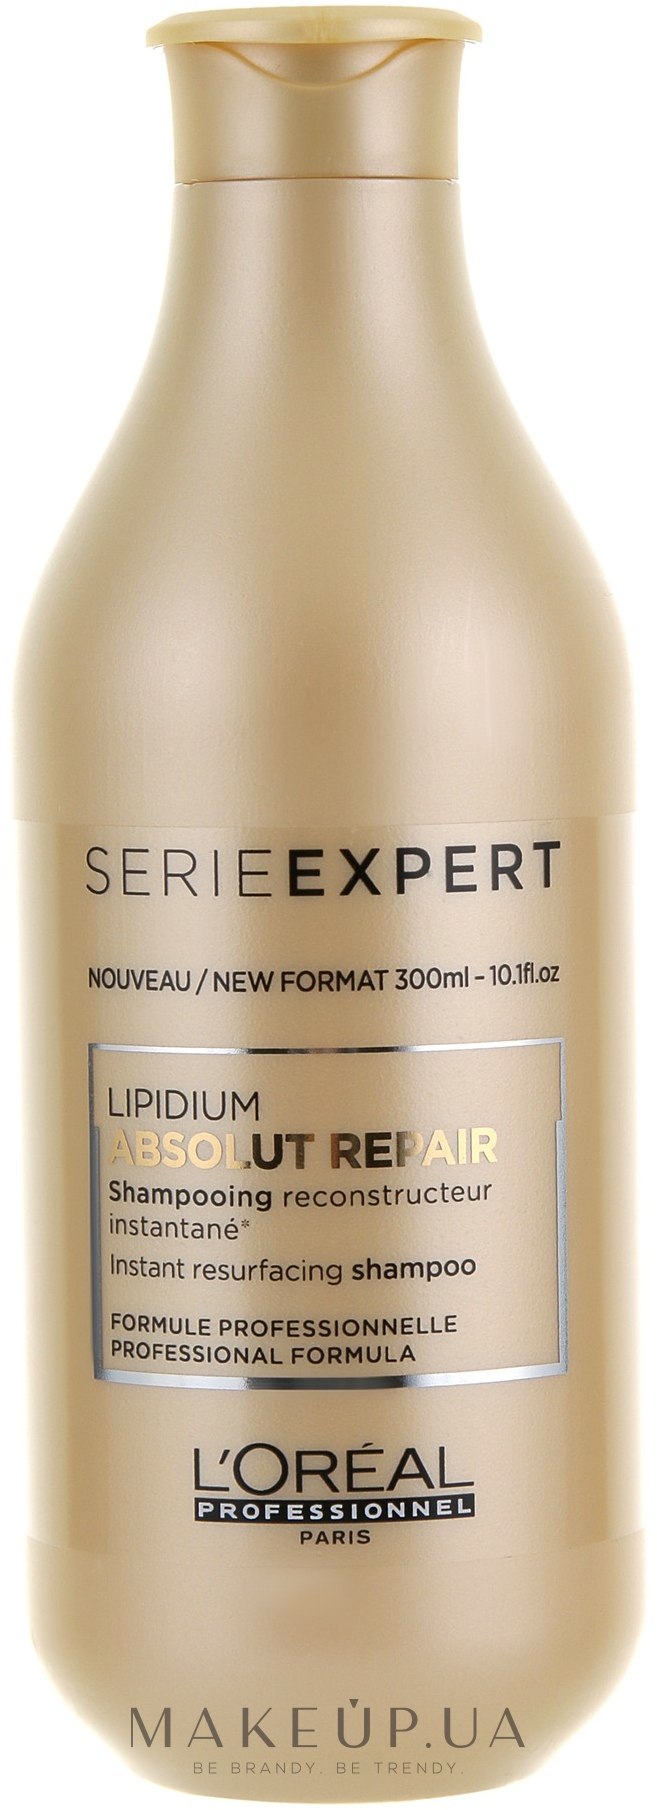 SERIEEXPERT
NOUVEAU / NEW FORMAT 300ml - 10.1fl.oz
LIPIDIUM
ABSOLUT REPAIR
Shampooing reconstructeur
instantané*
Instant resurfacing shampoo
FORMULE PROFESSIONNELLE
PROFESSIONAL FORMULA
L'ORÉAL
PROFESSIONNEL
PARIS
MAKEUP.UA
BE BRANDY. BE TRENDY.